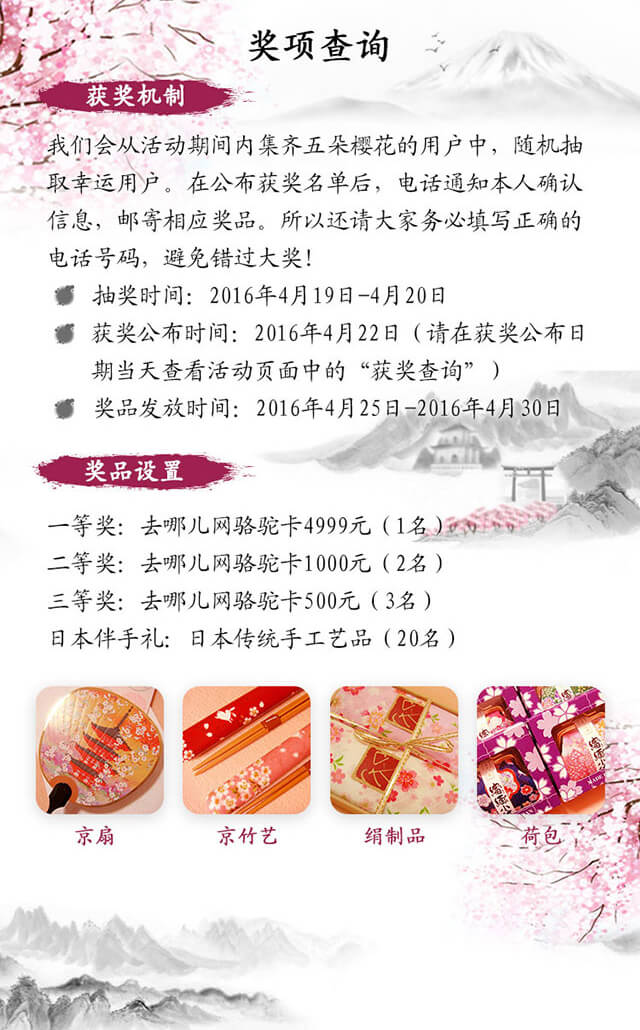 奖项查询
获奖机制
我们会从活动期间内集齐五朵樱花的用户中，随机抽
取幸运用户。在公布获奖名单后，电话通知本人确认
信息，邮寄相应奖品。所以还请大家务必填写正确的
电话号码，避免错过大奖！
抽奖时间：2016年4月19日-4月20日
获奖公布时间：2016年4月22日（请在获奖公布日
期当天查看活动页面中的“获奖查询”）
奖品发放时间：2016年4月25日-2016年4月30日
奖品设置
一等奖：去哪儿网骆驼卡4999元（1名）
二等奖：去哪儿网骆驼卡1000元（2名）
三等奖：去哪儿网骆驼卡500元（3名）
日本伴手礼：日本传统手工艺品（20名）
京扇
京竹艺
绢制品
荷包